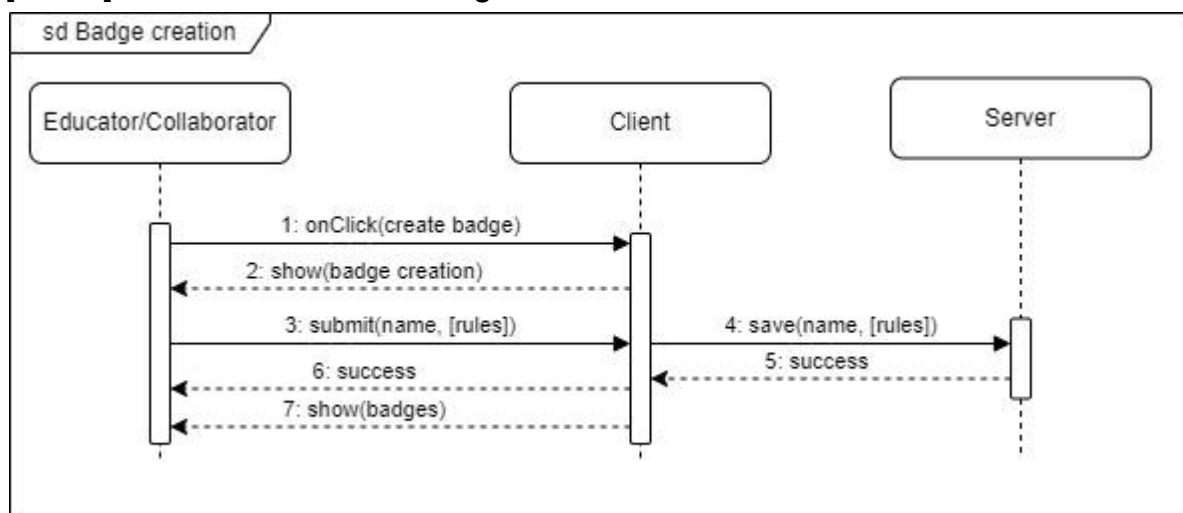 sd Badge creation
Educator/Collaborator
Client
Server
1: onClick(create badge)
2: show(badge creation)
3: submit(name, [rules])
4: save(name, [rules])
5: success
6: success
7: show(badges)